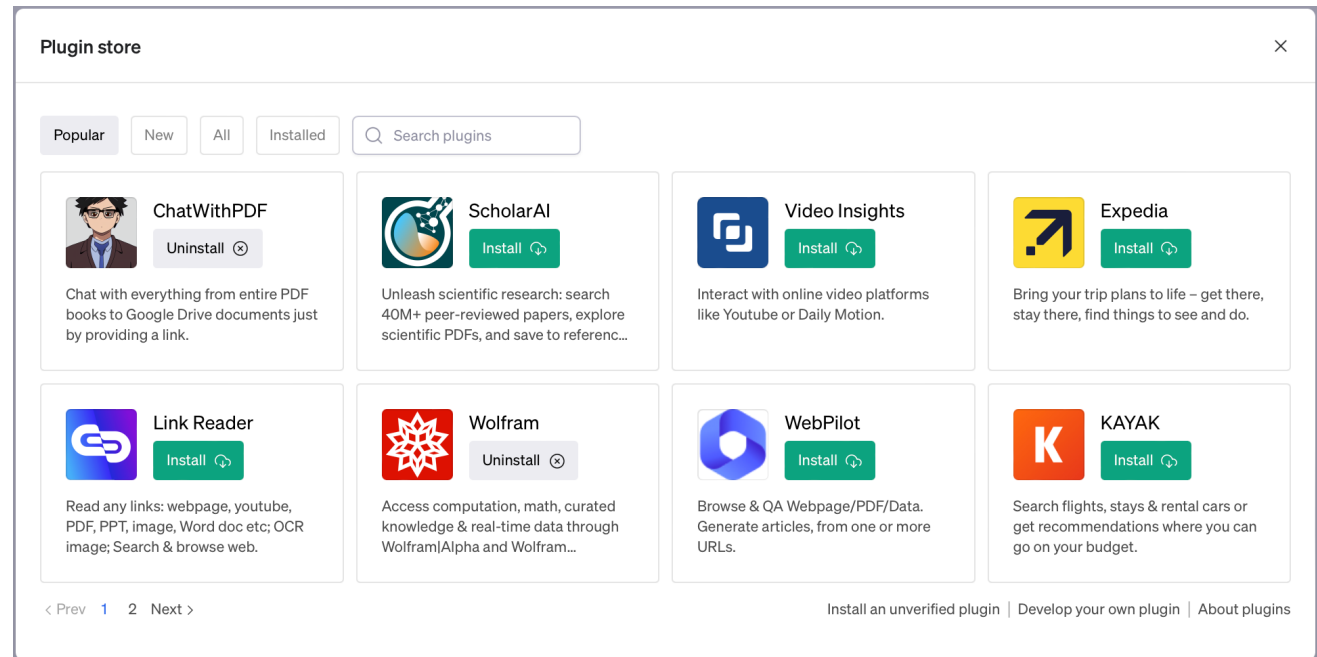 Plugin store
Popular
New
All
Installed
Search plugins
ChatWithPDF
Uninstall
Chat with everything from entire PDF
books to Google Drive documents just
by providing a link.
ScholarAI
Install
Unleash scientific research: search
40M+ peer-reviewed papers, explore
scientific PDFs, and save to referenc...
Video Insights
Install
Interact with online video platforms
like Youtube or Daily Motion.
Expedia
Install
Bring your trip plans to life – get there,
stay there, find things to see and do.
Link Reader
Install
Read any links: webpage, youtube,
PDF, PPT, image, Word doc etc; OCR
image; Search & browse web.
Wolfram
Uninstall
Access computation, math, curated
knowledge & real-time data through
Wolfram|Alpha and Wolfram...
WebPilot
Install
Browse & QA Webpage/PDF/Data.
Generate articles, from one or more
URLs.
K
KAYAK
Install
Search flights, stays & rental cars or
get recommendations where you can
go on your budget.
< Prev 1 2 Next >
Install an unverified plugin | Develop your own plugin | About plugins